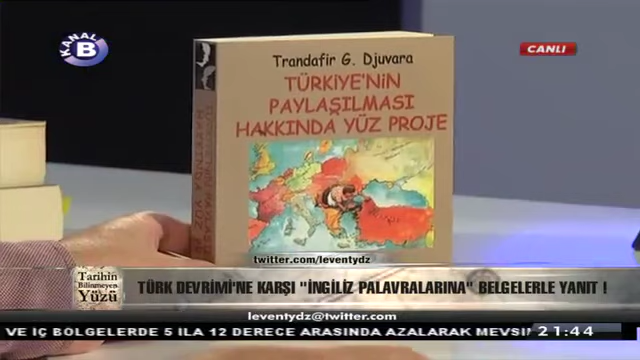 KANAL
B
CANLI
Trandafir G. Djuvara
TÜRKİYE'NİN
PAYLAŞILMASI
HAKKINDA YÜZ PROJE
twitter.com/leventydz
Tarihin
Bilinmeyen
Yüzü
TÜRK DEVRİMİ'NE KARŞI "İNGİLİZ PALAVRALARINA" BELGELERLE YANIT !
leventydz@twitter.com
VE İÇ BÖLGELERDE 5 ILA 12 DERECE ARASINDA AZALARAK MEVSİM
21:44